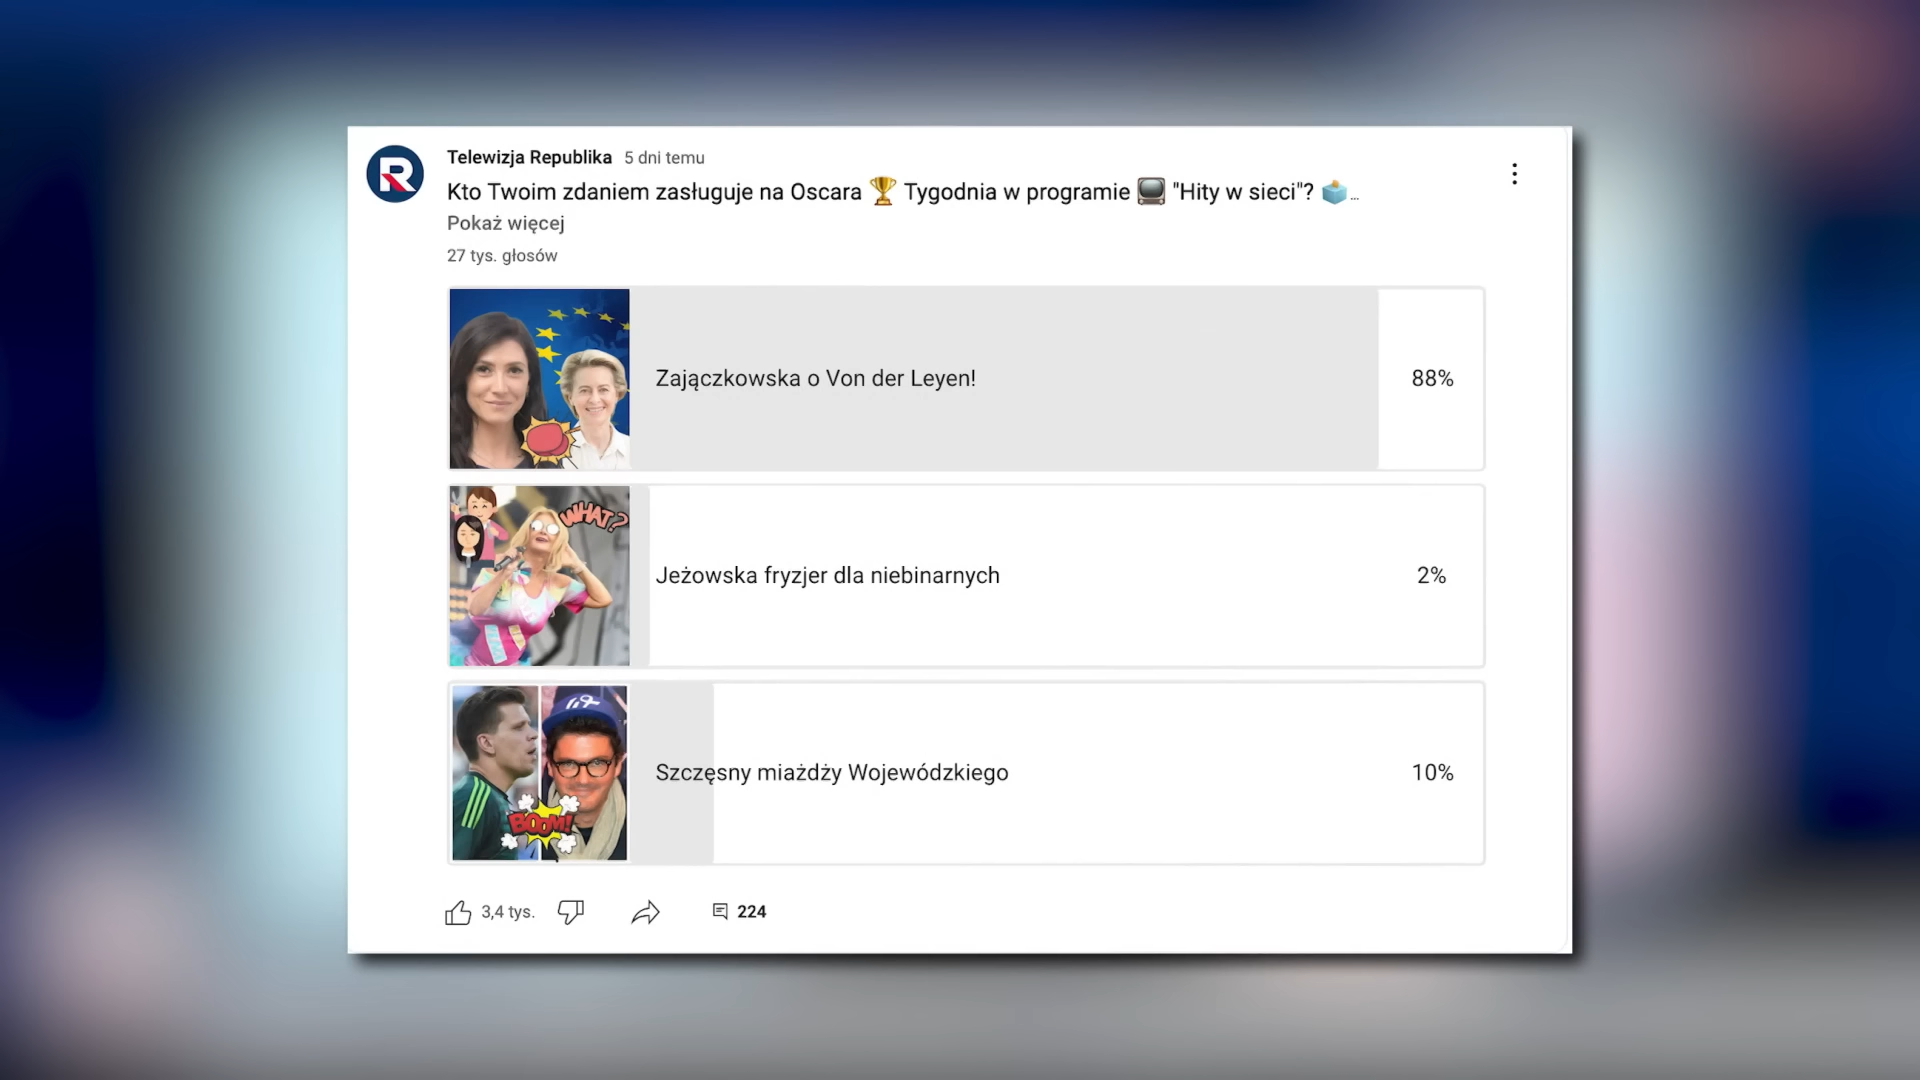 Telewizja Republika 5 dni temu
Kto Twoim zdaniem zasługuje na Oscara 🏆 Tygodnia w programie 📺 "Hity w sieci"? 🗳️...
Pokaż więcej
27 tys. głosów
Zajączkowska o Von der Leyen! 88%
WHAT?
Jeżowska fryzjer dla niebinarnych 2%
Szczęsny miażdży Wojewódzkiego 10%
BOOM!
3,4 tys. 224